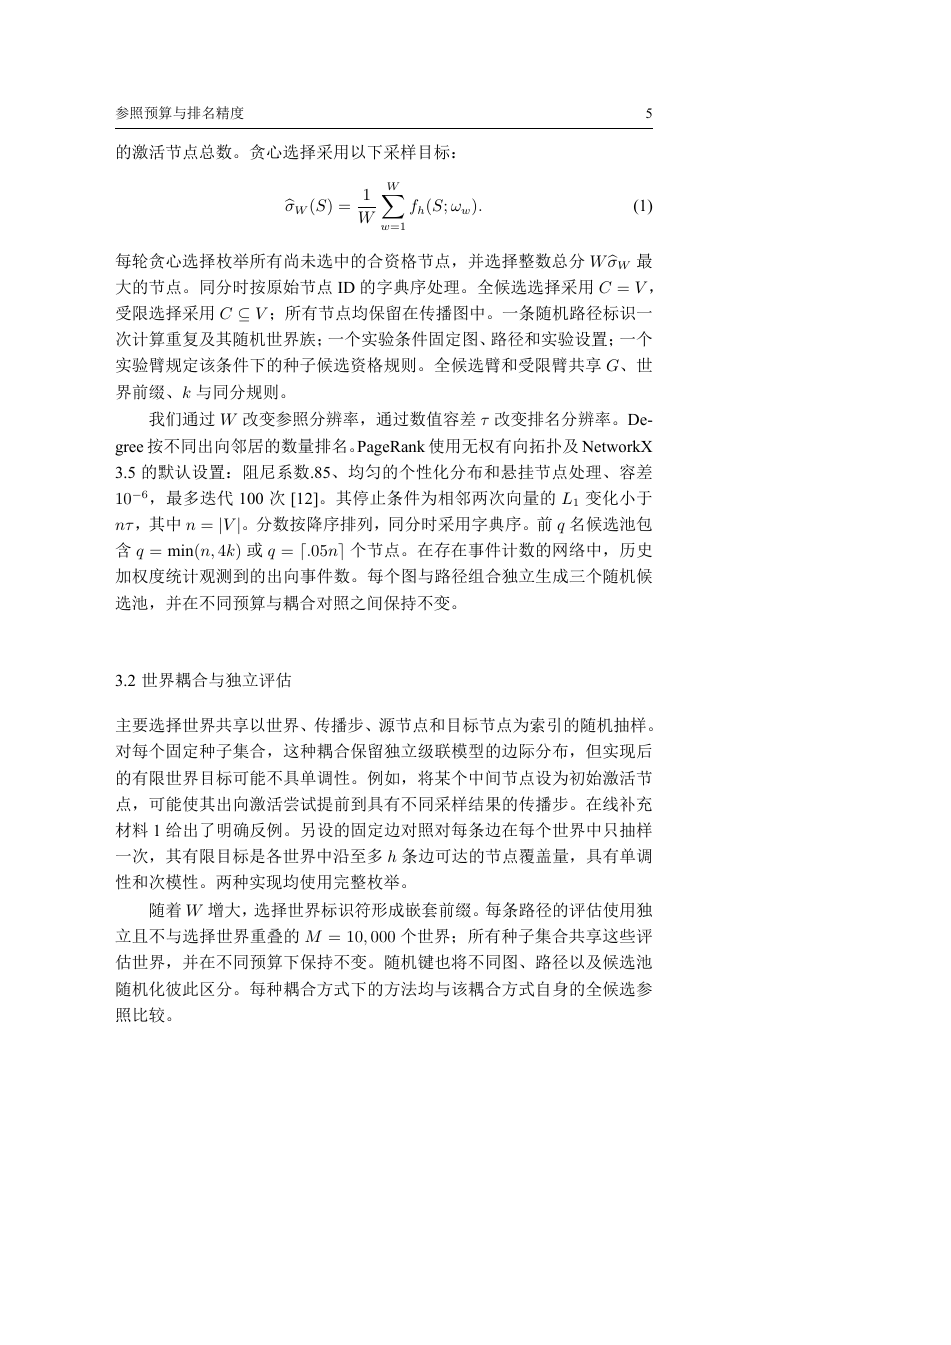 参照预算与排名精度 5
的激活节点总数。贪心选择采用以下采样目标：
$\widehat{\sigma}_W(S) = \frac{1}{W} \sum_{w=1}^{W} f_h(S; \omega_w).$ (1)
每轮贪心选择枚举所有尚未选中的合资格节点，并选择整数总分 $W\widehat{\sigma}_W$ 最
大的节点。同分时按原始节点 ID 的字典序处理。全候选选择采用 $C = V$，
受限选择采用 $C \subseteq V$；所有节点均保留在传播图中。一条随机路径标识一
次计算重复及其随机世界族；一个实验条件固定图、路径和实验设置；一个
实验臂规定该条件下的种子候选资格规则。全候选臂和受限臂共享 $G$、世
界前缀、$k$ 与同分规则。
我们通过 $W$ 改变参照分辨率，通过数值容差 $\tau$ 改变排名分辨率。De-
gree 按不同出向邻居的数量排名。PageRank 使用无权有向拓扑及 NetworkX
3.5 的默认设置：阻尼系数.85、均匀的个性化分布和悬挂节点处理、容差
$10^{-6}$，最多迭代 100 次 [12]。其停止条件为相邻两次向量的 $L_1$ 变化小于
$n\tau$，其中 $n = |V|$。分数按降序排列，同分时采用字典序。前 $q$ 名候选池包
含 $q = \min(n, 4k)$ 或 $q = \lceil .05n \rceil$ 个节点。在存在事件计数的网络中，历史
加权度统计观测到的出向事件数。每个图与路径组合独立生成三个随机候
选池，并在不同预算与耦合对照之间保持不变。
3.2 世界耦合与独立评估
主要选择世界共享以世界、传播步、源节点和目标节点为索引的随机抽样。
对每个固定种子集合，这种耦合保留独立级联模型的边际分布，但实现后
的有限世界目标可能不具单调性。例如，将某个中间节点设为初始激活节
点，可能使其出向激活尝试提前到具有不同采样结果的传播步。在线补充
材料 1 给出了明确反例。另设的固定边对照对每条边在每个世界中只抽样
一次，其有限目标是各世界中沿至多 $h$ 条边可达的节点覆盖量，具有单调
性和次模性。两种实现均使用完整枚举。
随着 $W$ 增大，选择世界标识符形成嵌套前缀。每条路径的评估使用独
立且不与选择世界重叠的 $M = 10,000$ 个世界；所有种子集合共享这些评
估世界，并在不同预算下保持不变。随机键也将不同图、路径以及候选池
随机化彼此区分。每种耦合方式下的方法均与该耦合方式自身的全候选参
照比较。